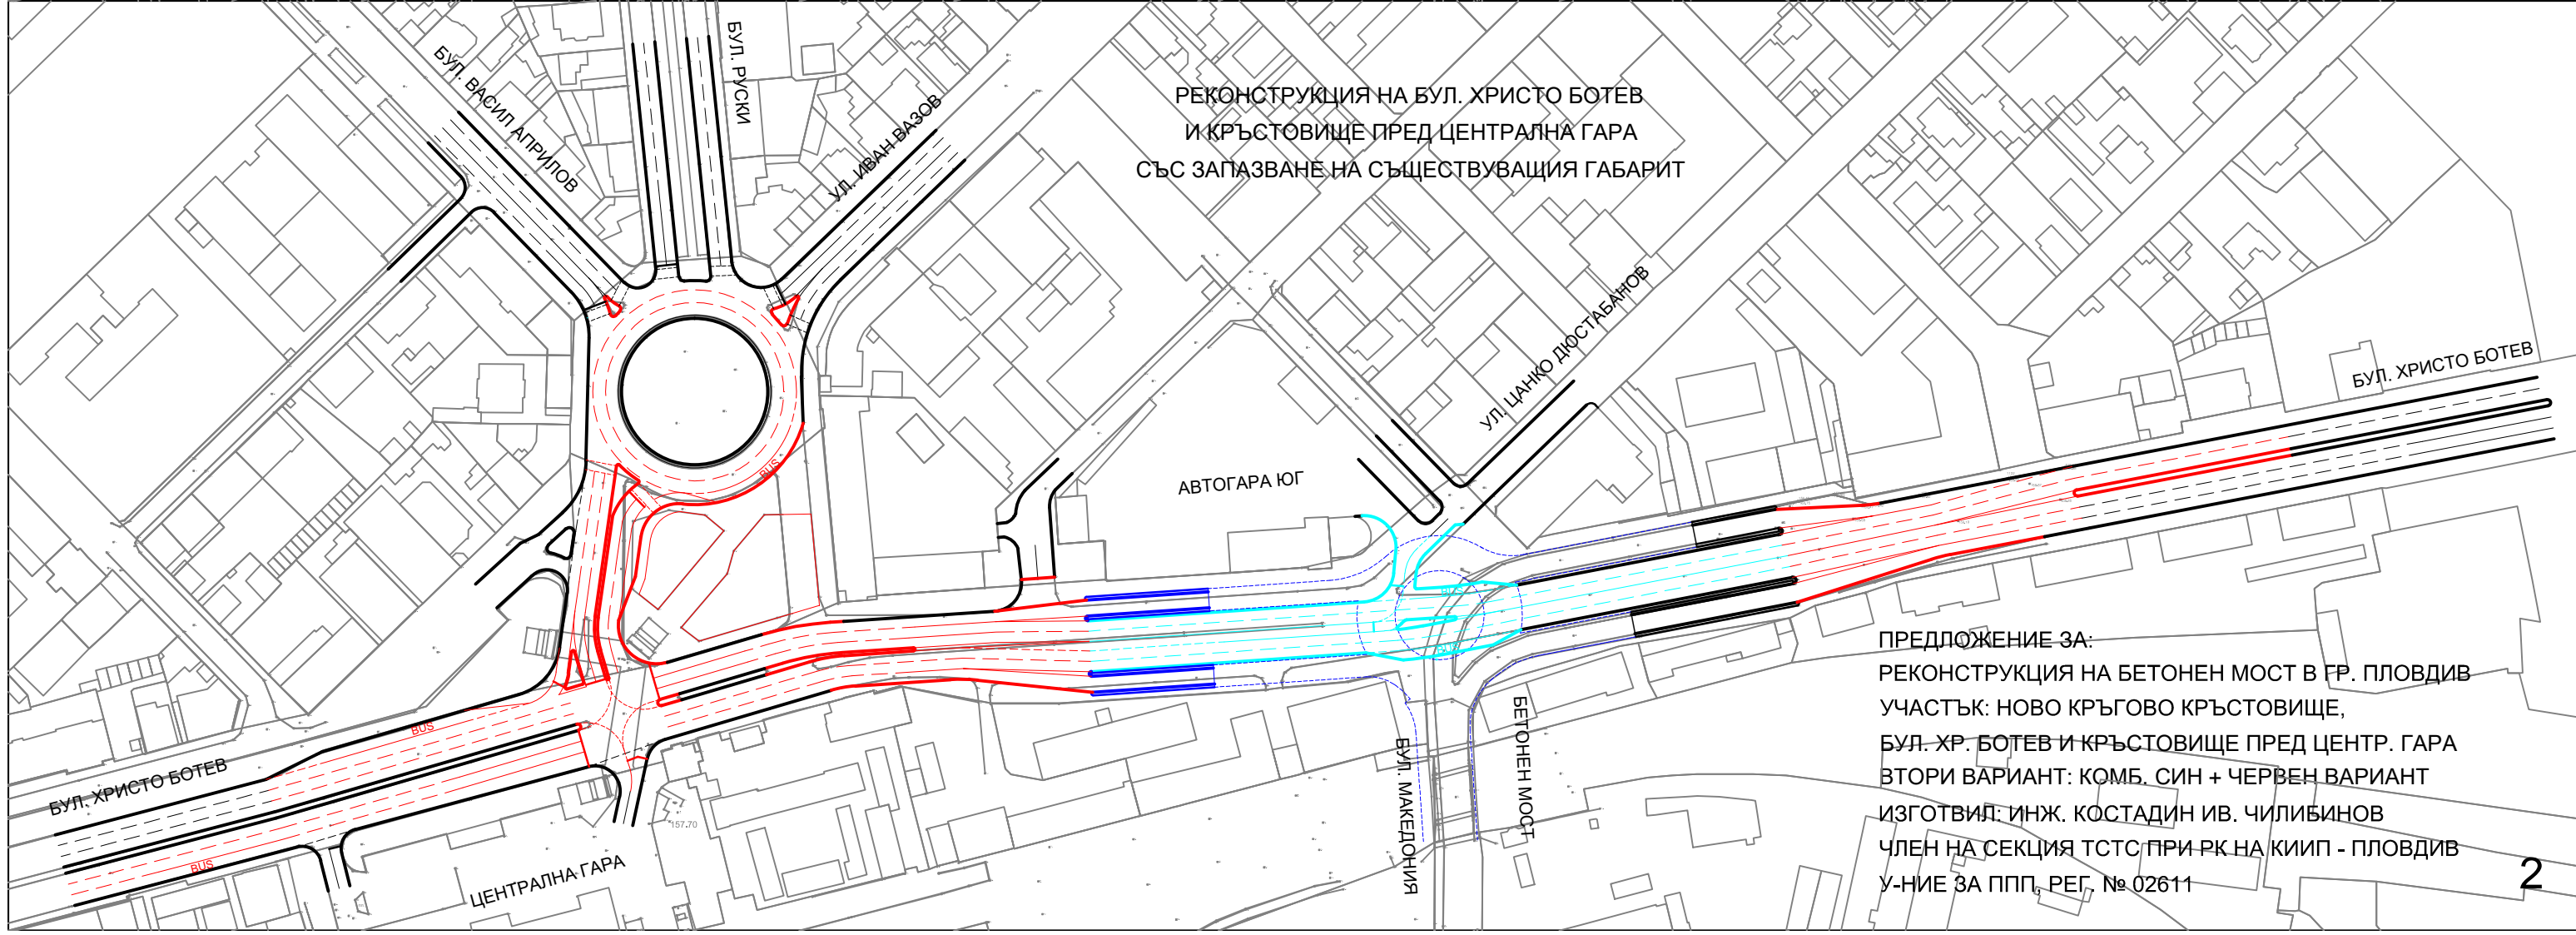 БУЛ. ВАСИЛ АПРИЛОВ
БУЛ. РУСКИ
УЛ. ИВАН ВАЗОВ
РЕКОНСТРУКЦИЯ НА БУЛ. ХРИСТО БОТЕВ
И КРЪСТОВИЩЕ ПРЕД ЦЕНТРАЛНА ГАРА
СЪС ЗАПАЗВАНЕ НА СЪЩЕСТВУВАЩИЯ ГАБАРИТ
УЛ. ЦАНКО ДЮСТАБАНОВ
БУЛ. ХРИСТО БОТЕВ
BUS
АВТОГАРА ЮГ
BUS
BUS
BUS
БУЛ. ХРИСТО БОТЕВ
BUS
157.70
ЦЕНТРАЛНА ГАРА
БУЛ. МАКЕДОНИЯ
БЕТОНЕН МОСТ
ПРЕДЛОЖЕНИЕ ЗА:
РЕКОНСТРУКЦИЯ НА БЕТОНЕН МОСТ В ГР. ПЛОВДИВ
УЧАСТЪК: НОВО КРЪГОВО КРЪСТОВИЩЕ,
БУЛ. ХР. БОТЕВ И КРЪСТОВИЩЕ ПРЕД ЦЕНТР. ГАРА
ВТОРИ ВАРИАНТ: КОМБ. СИН + ЧЕРВЕН ВАРИАНТ
ИЗГОТВИЛ: ИНЖ. КОСТАДИН ИВ. ЧИЛИБИНОВ
ЧЛЕН НА СЕКЦИЯ ТСТС ПРИ РК НА КИИП - ПЛОВДИВ
У-НИЕ ЗА ППП, РЕГ. № 02611
2